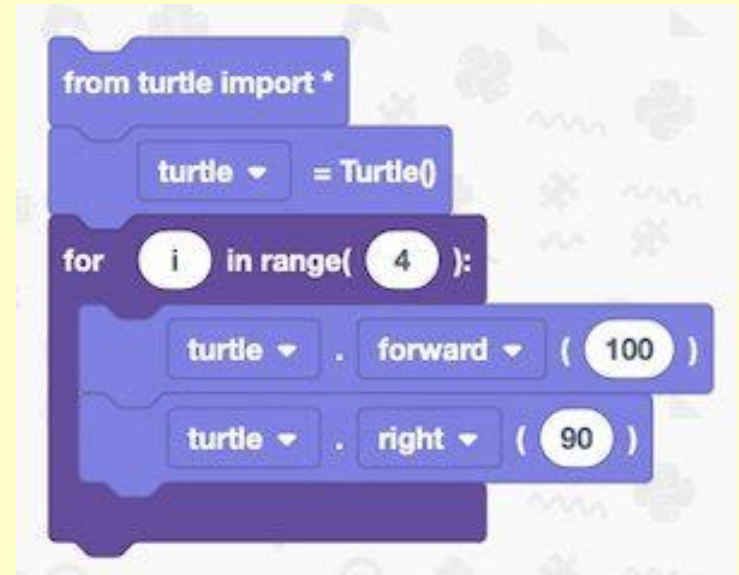 from turtle import *
turtle = Turtle()
for i in range( 4 ):
turtle . forward ( 100 )
turtle . right ( 90 )